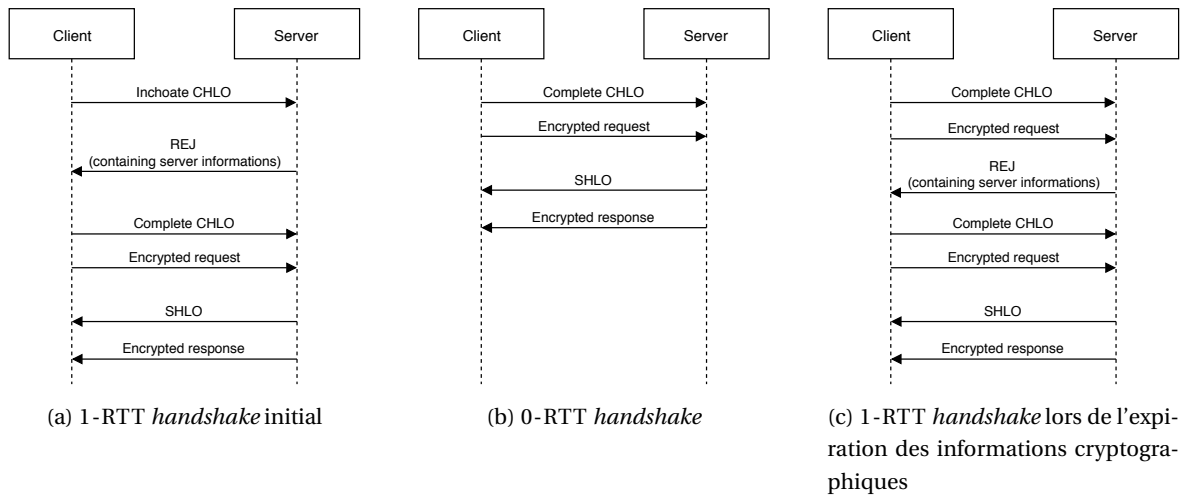 Client
Server
Inchoate CHLO
REJ
(containing server informations)
Complete CHLO
Encrypted request
SHLO
Encrypted response
(a) 1-RTT handshake initial
Client
Server
Complete CHLO
Encrypted request
SHLO
Encrypted response
(b) 0-RTT handshake
Client
Server
Complete CHLO
Encrypted request
REJ
(containing server informations)
Complete CHLO
Encrypted request
SHLO
Encrypted response
(c) 1-RTT handshake lors de l'expi-
ration des informations cryptogra-
phiques